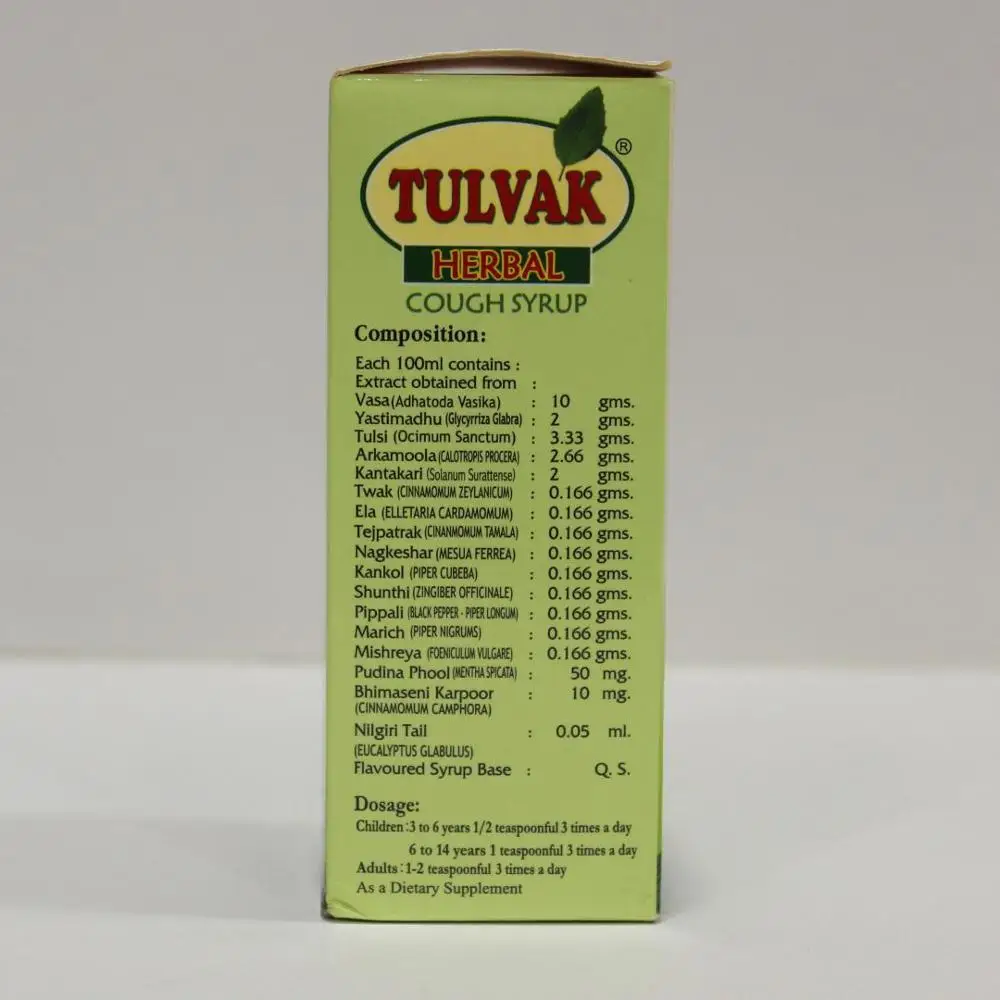 TULVAK ®
HERBAL
COUGH SYRUP
Composition:
Each 100ml contains :
Extract obtained from :
Vasa (Adhatoda Vasika) : 10 gms.
Yastimadhu (Glycyrriza Glabra) : 2 gms.
Tulsi (Ocimum Sanctum) : 3.33 gms.
Arkamoola (CALOTROPIS PROCERA) : 2.66 gms.
Kantakari (Solanum Surattense) : 2 gms.
Twak (CINNAMOMUM ZEYLANICUM) : 0.166 gms.
Ela (ELLETARIA CARDAMOMUM) : 0.166 gms.
Tejpatrak (CINANMOMUM TAMALA) : 0.166 gms.
Nagkeshar (MESUA FERREA) : 0.166 gms.
Kankol (PIPER CUBEBA) : 0.166 gms.
Shunthi (ZINGIBER OFFICINALE) : 0.166 gms.
Pippali (BLACK PEPPER - PIPER LONGUM) : 0.166 gms.
Marich (PIPER NIGRUMS) : 0.166 gms.
Mishreya (FOENICULUM VULGARE) : 0.166 gms.
Pudina Phool (MENTHA SPICATA) : 50 mg.
Bhimaseni Karpoor : 10 mg.
(CINNAMOMUM CAMPHORA)
Nilgiri Tail : 0.05 ml.
(EUCALYPTUS GLABULUS)
Flavoured Syrup Base : Q. S.
Dosage:
Children :3 to 6 years 1/2 teaspoonful 3 times a day
6 to 14 years 1 teaspoonful 3 times a day
Adults : 1-2 teaspoonful 3 times a day
As a Dietary Supplement